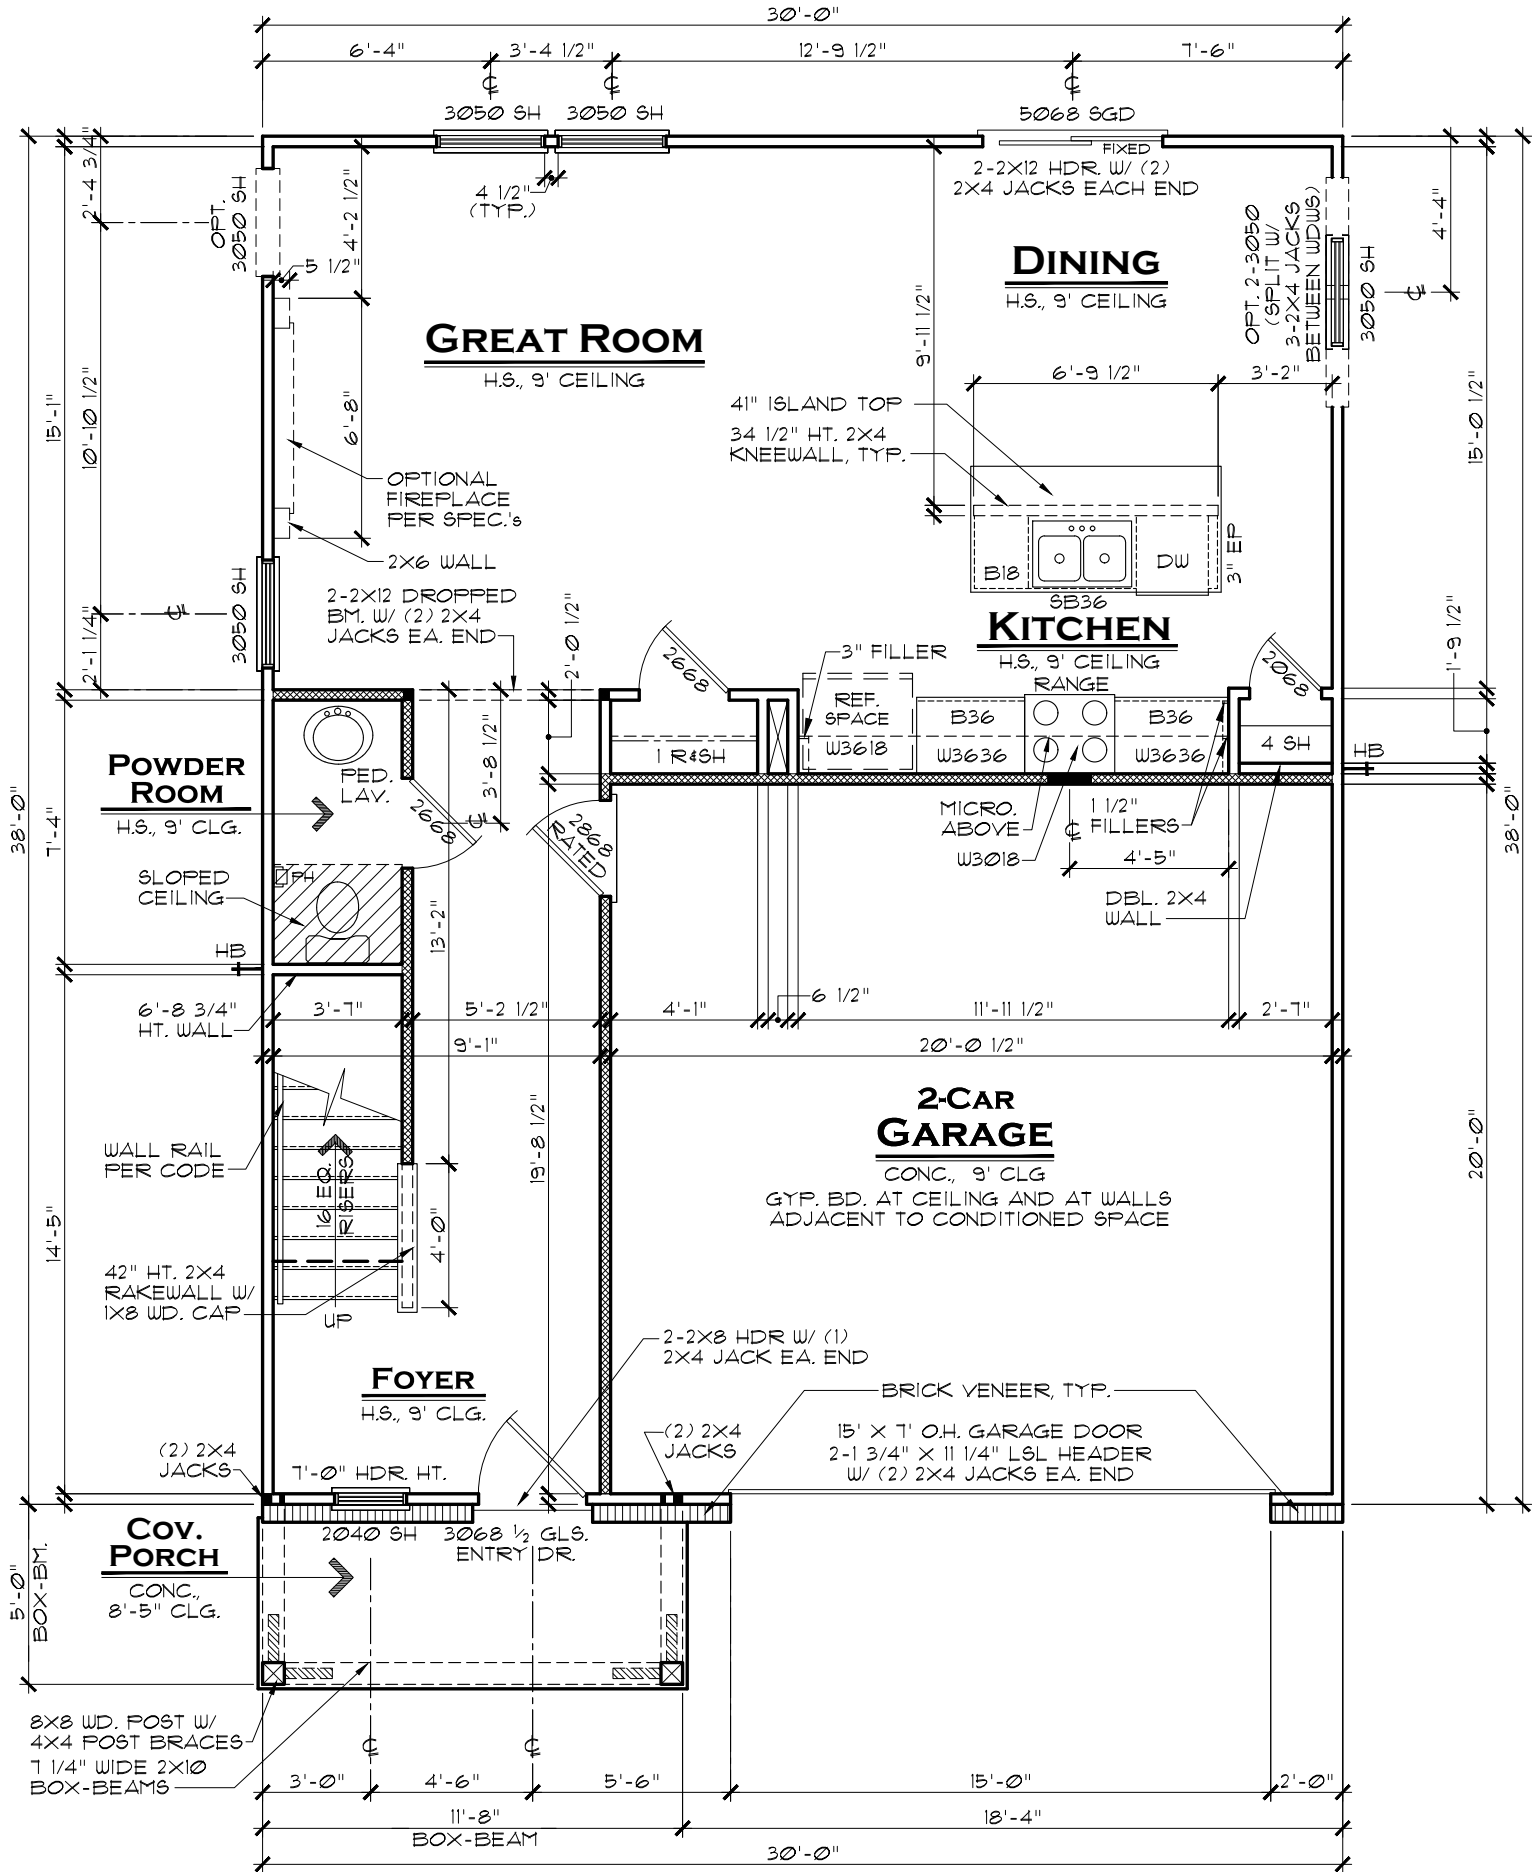 30'-0"
6'-4"
3'-4 1/2"
12'-9 1/2"
7'-6"
℄
℄
℄
3050 SH
3050 SH
5068 SGD
FIXED
2-2X12 HDR. W/ (2)
2X4 JACKS EACH END
4 1/2"
(TYP.)
2'-4 3/4"
OPT.
3050 SH
4'-2 1/2"
5 1/2"
4'-4"
OPT. 2-3050
(SPLIT W/
3-2X4 JACKS
BETWEEN WDWS)
3050 SH
℄
DINING
H.S., 9' CEILING
9'-11 1/2"
GREAT ROOM
H.S., 9' CEILING
6'-9 1/2"
3'-2"
41" ISLAND TOP
34 1/2" HT. 2X4
KNEEWALL, TYP.
15'-1"
10'-10 1/2"
6'-8"
15'-0 1/2"
OPTIONAL
FIREPLACE
PER SPEC.'s
2X6 WALL
B18
DW
3" EP
SB36
KITCHEN
H.S., 9' CEILING
RANGE
3050 SH
℄
2'-1 1/4"
2-2X12 DROPPED
BM. W/ (2) 2X4
JACKS EA. END
2'-0 1/2"
2668
3" FILLER
2068
1'-9 1/2"
REF.
SPACE
W3618
B36
W3636
B36
W3636
1 R&SH
4 SH
HB
POWDER
ROOM
H.S., 9' CLG.
PED.
LAV.
2668
3'-8 1/2"
℄
2868
RATED
MICRO.
ABOVE
W3018
℄
1 1/2"
FILLERS
4'-5"
DBL. 2X4
WALL
38'-0"
7'-4"
38'-0"
SLOPED
CEILING
PH
13'-2"
HB
6'-8 3/4"
HT. WALL
3'-7"
5'-2 1/2"
4'-1"
6 1/2"
11'-11 1/2"
2'-7"
9'-1"
20'-0 1/2"
2-CAR
GARAGE
CONC., 9' CLG
GYP. BD. AT CEILING AND AT WALLS
ADJACENT TO CONDITIONED SPACE
WALL RAIL
PER CODE
16 EQ.
RISERS
19'-8 1/2"
20'-0"
14'-5"
4'-0"
42" HT. 2X4
RAKEWALL W/
1X8 WD. CAP
UP
2-2X8 HDR W/ (1)
2X4 JACK EA. END
FOYER
H.S., 9' CLG.
BRICK VENEER, TYP.
(2) 2X4
JACKS
7'-0" HDR. HT.
(2) 2X4
JACKS
15' X 7' O.H. GARAGE DOOR
2-1 3/4" X 11 1/4" LSL HEADER
W/ (2) 2X4 JACKS EA. END
COV.
PORCH
CONC.,
8'-5" CLG.
2040 SH
3068 ½ GLS.
ENTRY DR.
5'-0"
BOX-BM.
8X8 WD. POST W/
4X4 POST BRACES
7 1/4" WIDE 2X10
BOX-BEAMS
℄
℄
3'-0"
4'-6"
5'-6"
15'-0"
2'-0"
11'-8"
BOX-BEAM
18'-4"
30'-0"